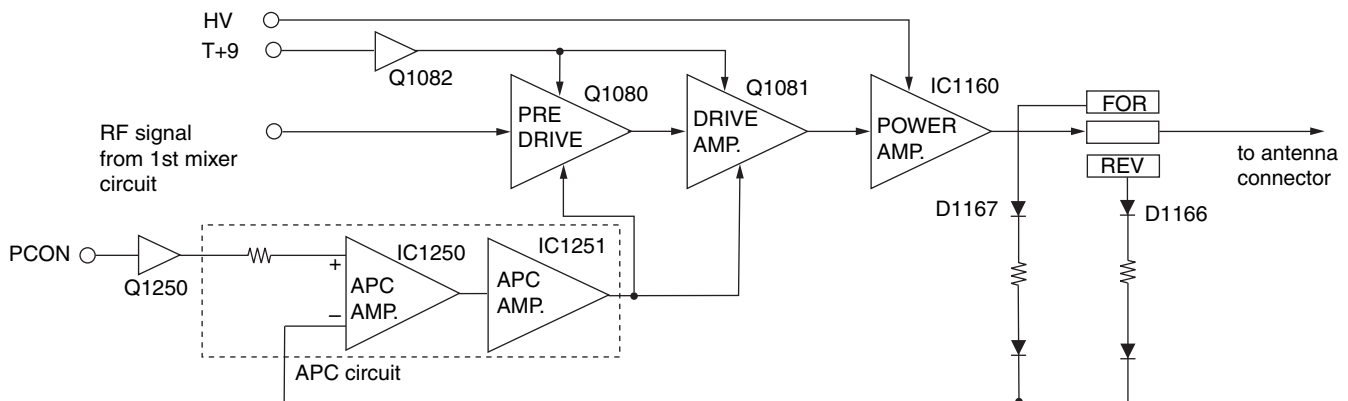 HV
T+9
Q1082
Q1080
Q1081
IC1160
PRE
DRIVE
DRIVE
AMP.
POWER
AMP.
FOR
REV
RF signal
from 1st mixer
circuit
to antenna
connector
D1167
D1166
PCON
Q1250
IC1250
IC1251
+
APC
AMP.
–
APC
AMP.
APC circuit